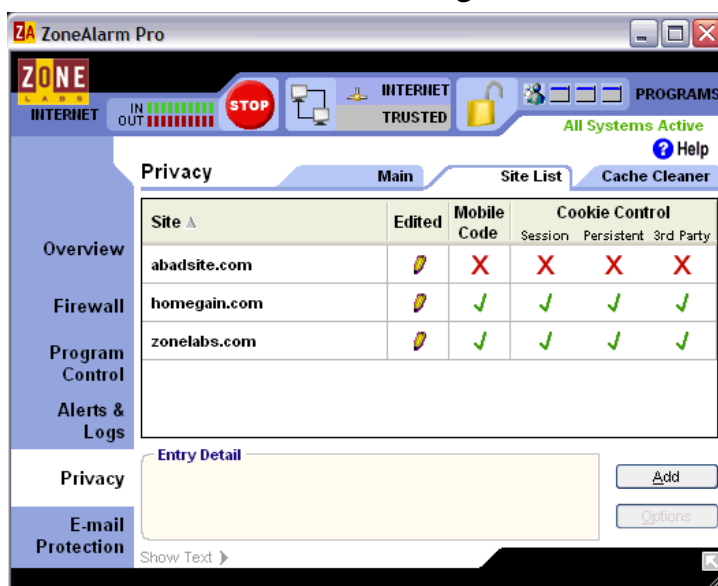 ZA ZoneAlarm Pro
ZONE
LABS
INTERNET
IN
OUT
STOP
INTERNET
TRUSTED
PROGRAMS
All Systems Active
? Help
Privacy
Main
Site List
Cache Cleaner
Site
Edited
Mobile Code
Cookie Control
Session Persistent 3rd Party
abadsite.com
homegain.com
zonelabs.com
Overview
Firewall
Program
Control
Alerts &
Logs
Privacy
E-mail
Protection
Entry Detail
Add
Options
Show Text